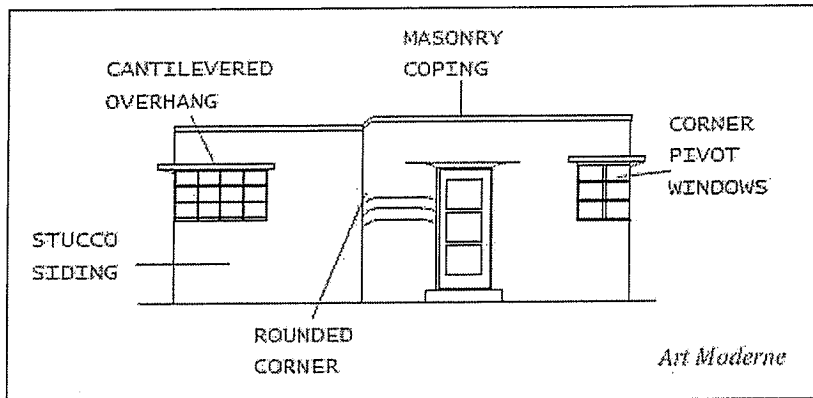 MASONRY
COPING
CANTILEVERED
OVERHANG
CORNER
PIVOT
WINDOWS
STUCCO
SIDING
ROUNDED
CORNER
Art Moderne